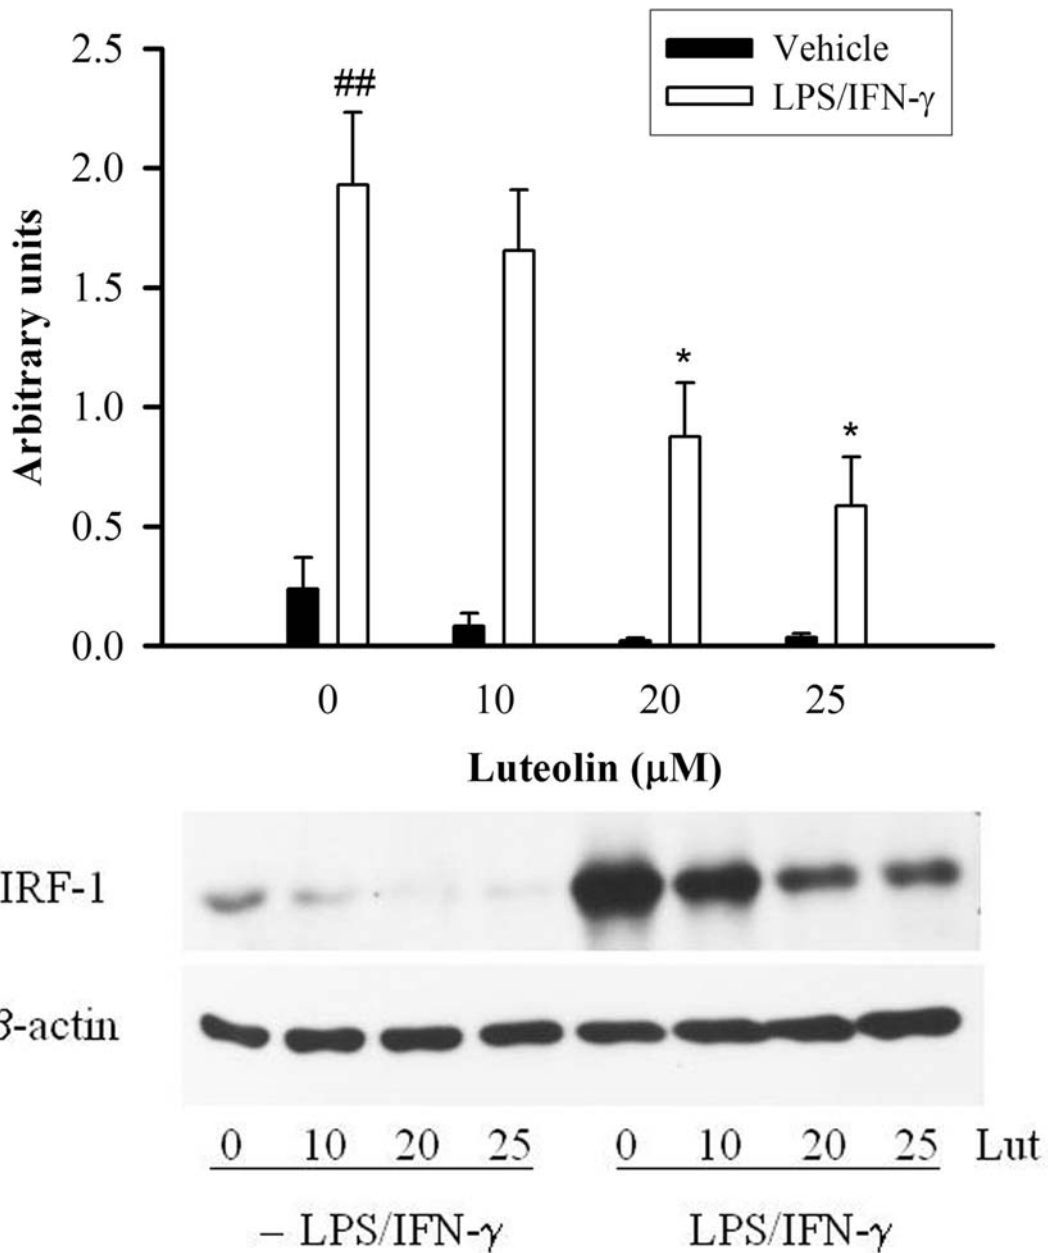 Vehicle
LPS/IFN-γ
2.5
2.0
1.5
1.0
0.5
0.0
Arbitrary units
##
*
*
0 10 20 25
Luteolin (μM)
IRF-1
β-actin
0 10 20 25 0 10 20 25 Lut
– LPS/IFN-γ LPS/IFN-γ